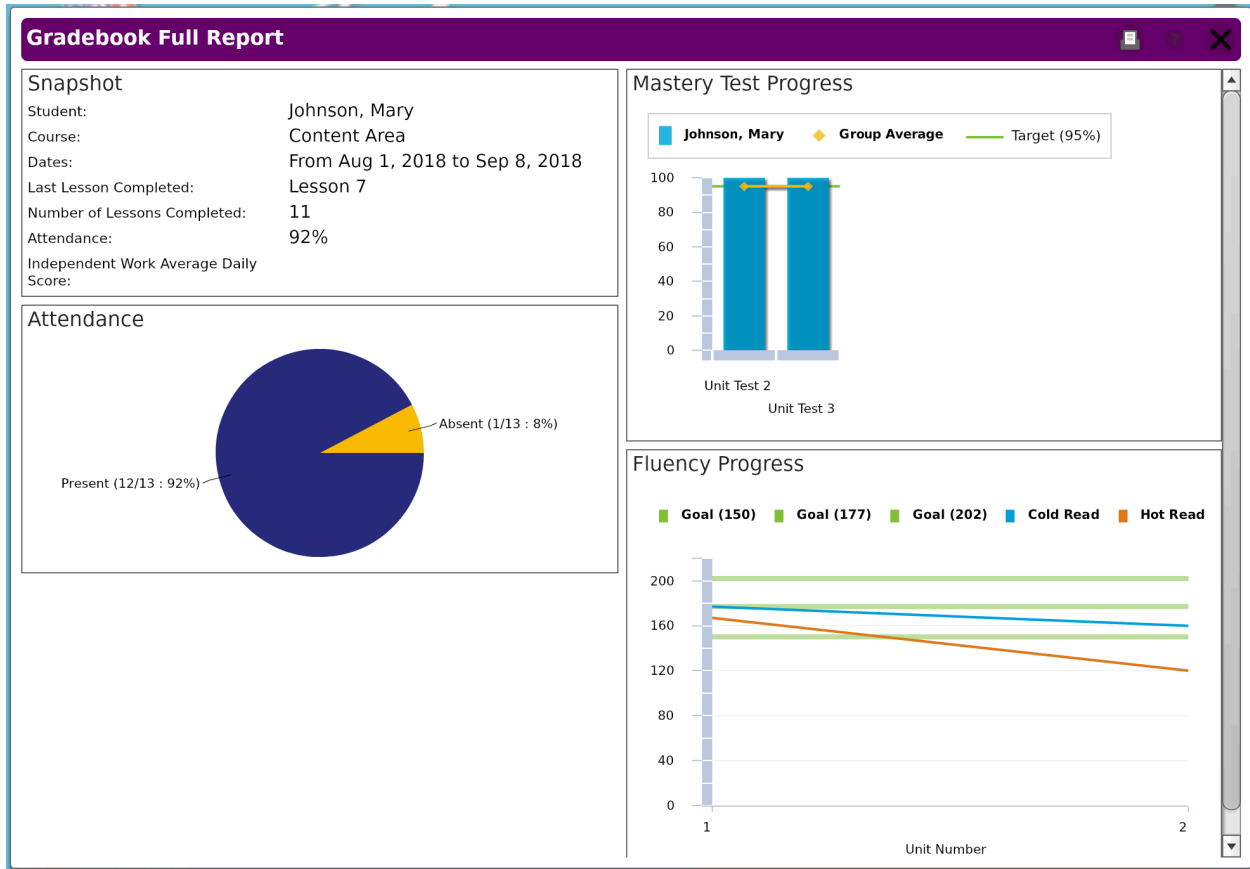 Gradebook Full Report
Snapshot
Student: Johnson, Mary
Course: Content Area
Dates: From Aug 1, 2018 to Sep 8, 2018
Last Lesson Completed: Lesson 7
Number of Lessons Completed: 11
Attendance: 92%
Independent Work Average Daily
Score:
Attendance
Absent (1/13 : 8%)
Present (12/13 : 92%)
Mastery Test Progress
Johnson, Mary Group Average Target (95%)
100
80
60
40
20
0
Unit Test 2
Unit Test 3
Fluency Progress
Goal (150) Goal (177) Goal (202) Cold Read Hot Read
200
160
120
80
40
0
1 2
Unit Number